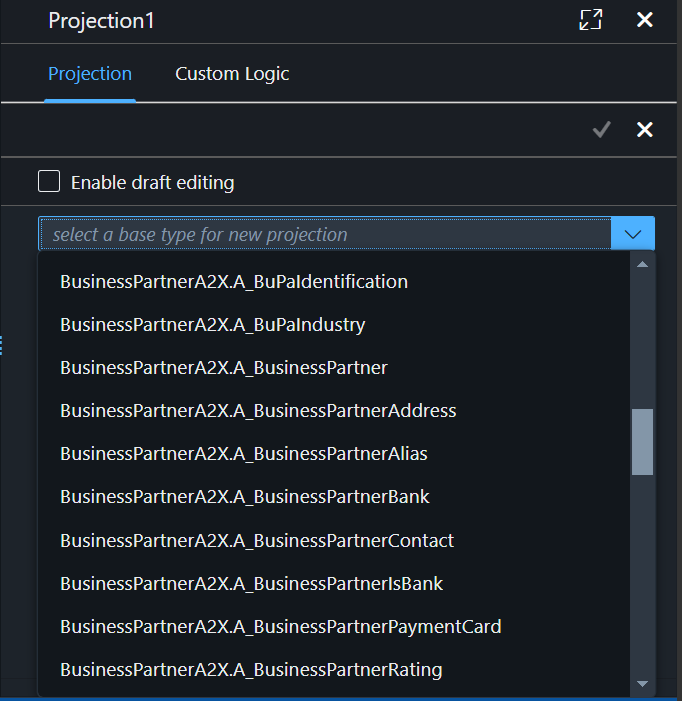 Projection1
Projection Custom Logic
Enable draft editing
select a base type for new projection
BusinessPartnerA2X.A_BuPaIdentification
BusinessPartnerA2X.A_BuPaIndustry
BusinessPartnerA2X.A_BusinessPartner
BusinessPartnerA2X.A_BusinessPartnerAddress
BusinessPartnerA2X.A_BusinessPartnerAlias
BusinessPartnerA2X.A_BusinessPartnerBank
BusinessPartnerA2X.A_BusinessPartnerContact
BusinessPartnerA2X.A_BusinessPartnerIsBank
BusinessPartnerA2X.A_BusinessPartnerPaymentCard
BusinessPartnerA2X.A_BusinessPartnerRating